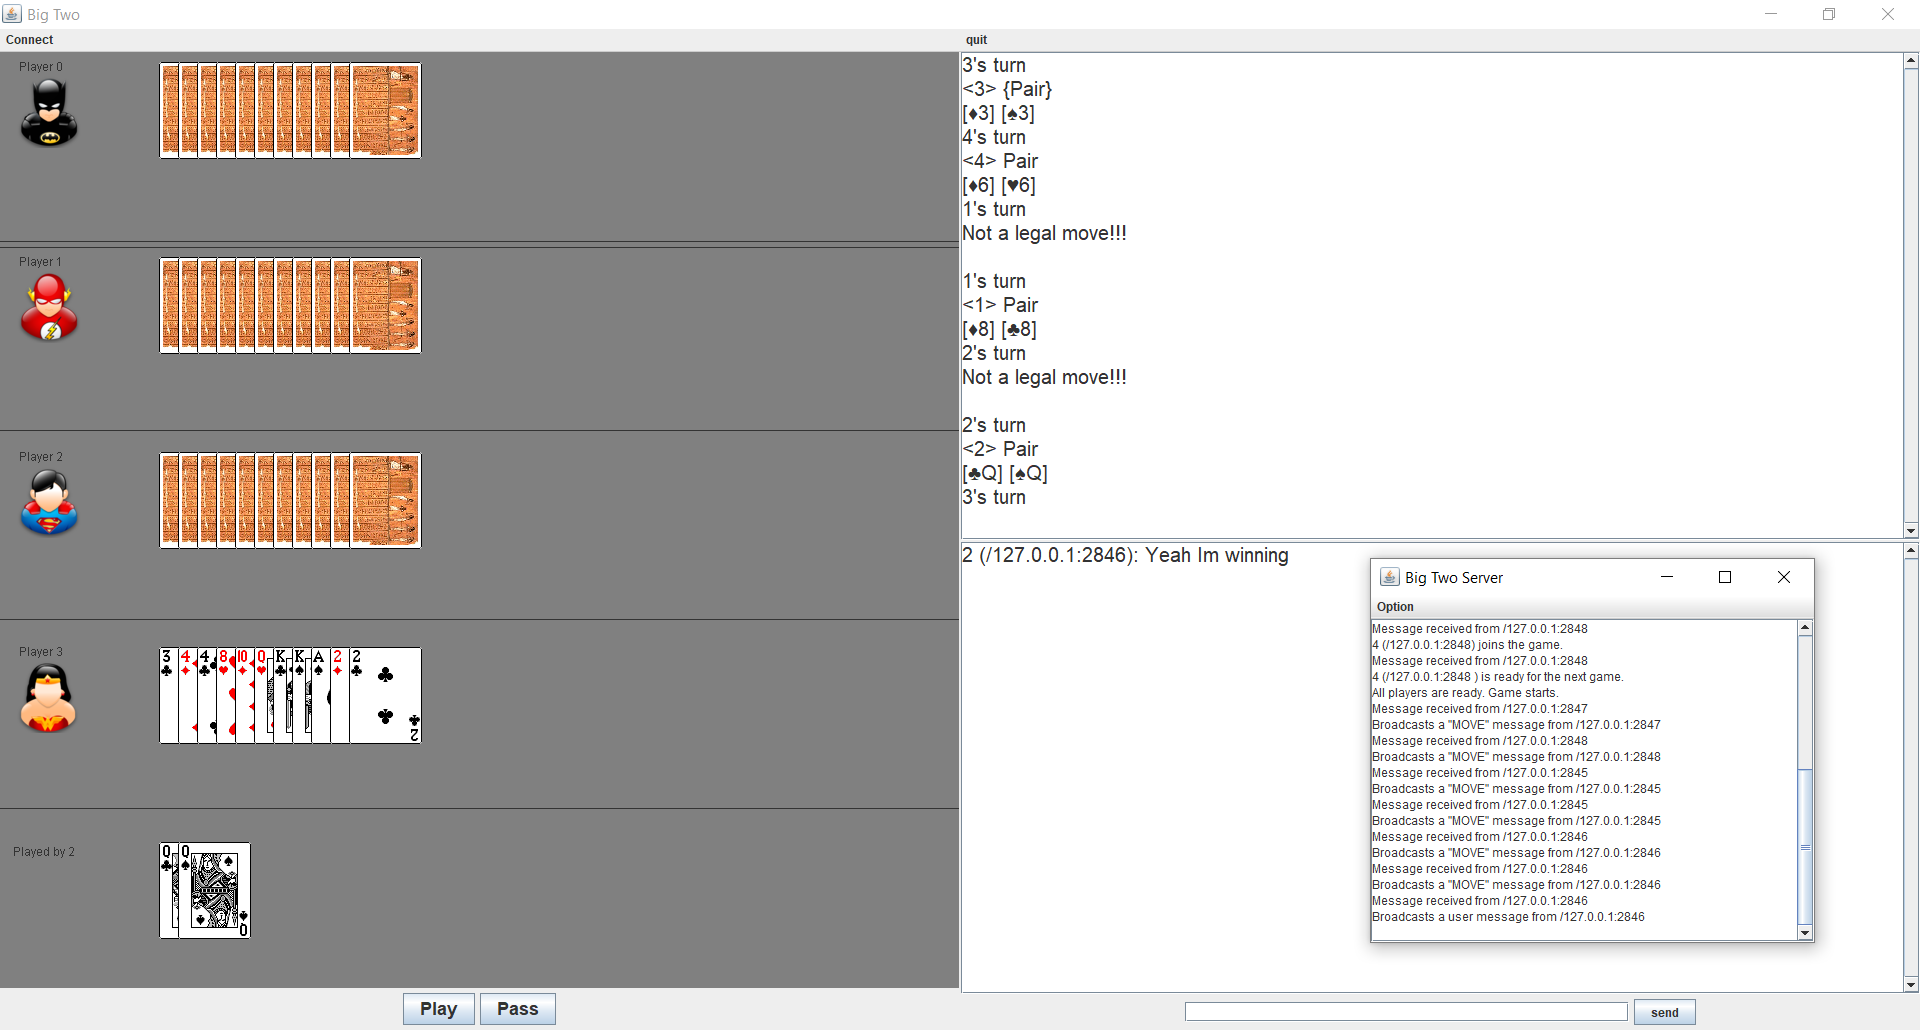 Big Two
Connect
quit
Player 0
Player 1
Player 2
Player 3
3 4 4 8 10 Q K K A 2 2
2
Played by 2
Q Q
Q
Play
Pass
3's turn
<3> {Pair}
[♦3] [♠3]
4's turn
<4> Pair
[♦6] [♥6]
1's turn
Not a legal move!!!
1's turn
<1> Pair
[♦8] [♣8]
2's turn
Not a legal move!!!
2's turn
<2> Pair
[♣Q] [♠Q]
3's turn
2 (/127.0.0.1:2846): Yeah Im winning
Big Two Server
Option
Message received from /127.0.0.1:2848
4 (/127.0.0.1:2848) joins the game.
Message received from /127.0.0.1:2848
4 (/127.0.0.1:2848 ) is ready for the next game.
All players are ready. Game starts.
Message received from /127.0.0.1:2847
Broadcasts a "MOVE" message from /127.0.0.1:2847
Message received from /127.0.0.1:2848
Broadcasts a "MOVE" message from /127.0.0.1:2848
Message received from /127.0.0.1:2845
Broadcasts a "MOVE" message from /127.0.0.1:2845
Message received from /127.0.0.1:2845
Broadcasts a "MOVE" message from /127.0.0.1:2845
Message received from /127.0.0.1:2846
Broadcasts a "MOVE" message from /127.0.0.1:2846
Message received from /127.0.0.1:2846
Broadcasts a "MOVE" message from /127.0.0.1:2846
Message received from /127.0.0.1:2846
Broadcasts a user message from /127.0.0.1:2846
send